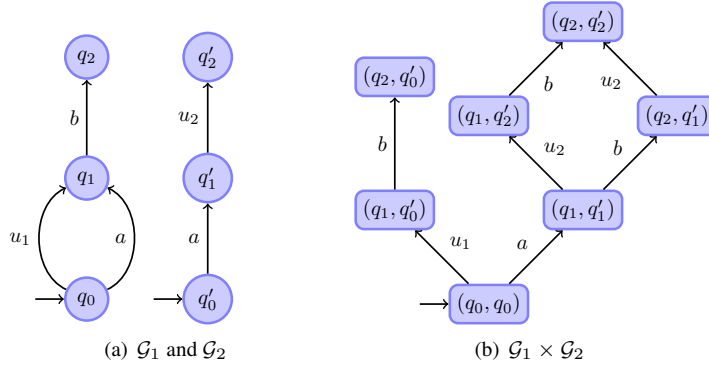 (q₂, q′₂)
q₂ q′₂
(q₂, q′₀)
b u₂
(q₁, q′₂) (q₂, q′₁)
b u₂
b u₂ b
q₁ q′₁
(q₁, q′₀) (q₁, q′₁)
u₁ a a
u₁ a
q₀ q′₀ (q₀, q₀)
(a) 𝒢₁ and 𝒢₂ (b) 𝒢₁ × 𝒢₂